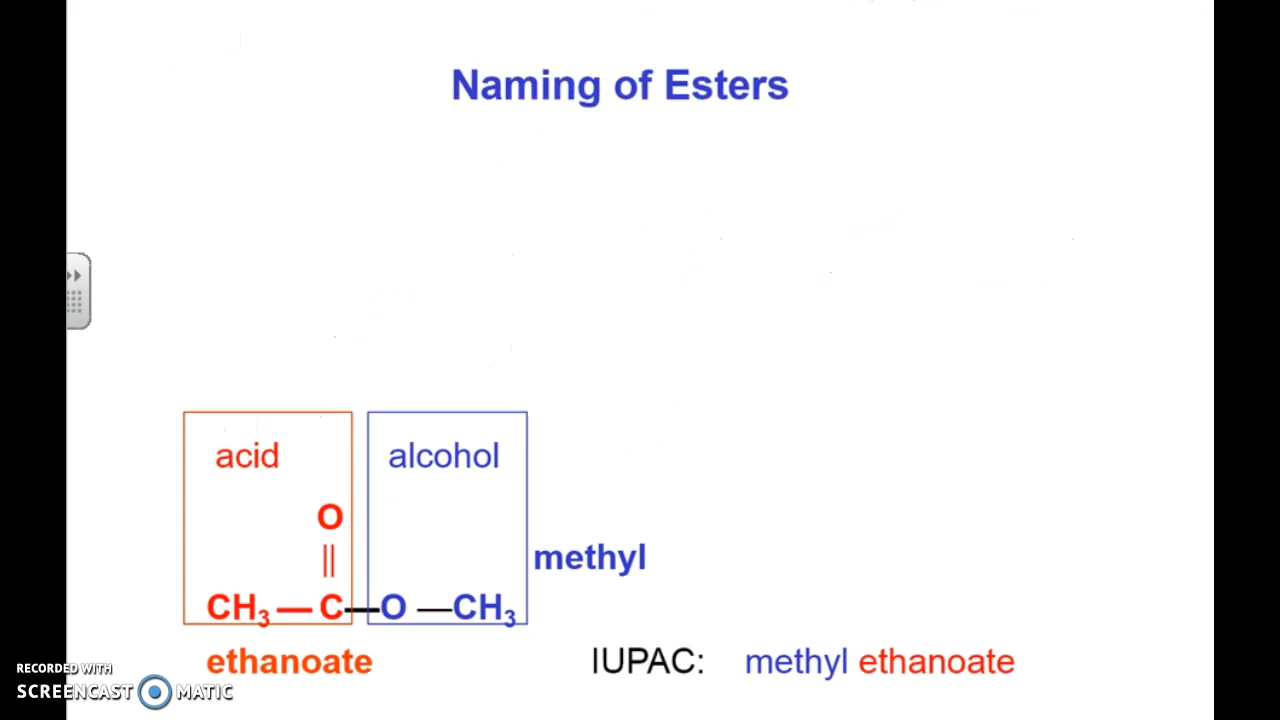 Naming of Esters
acid
alcohol
O
||
methyl
CH₃—C—O—CH₃
ethanoate
IUPAC: methyl ethanoate
RECORDED WITH
SCREENCAST MATIC